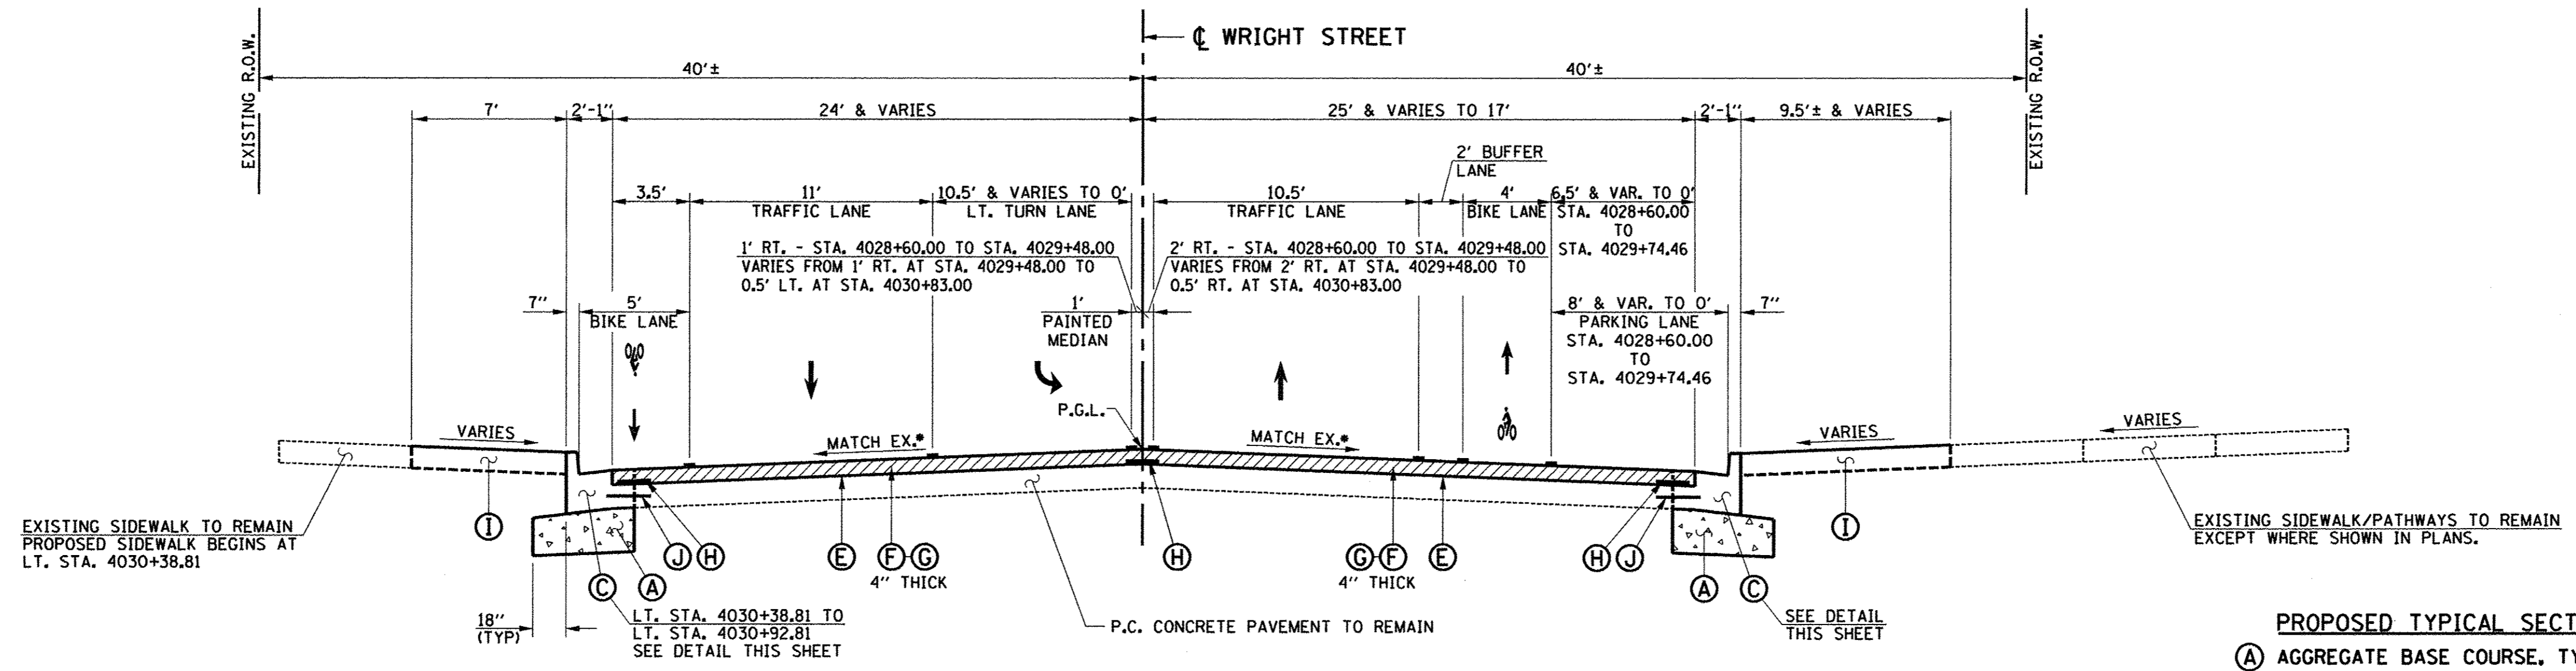 EXISTING R.O.W.
℄ WRIGHT STREET
EXISTING R.O.W.
40'±
40'±
7'
2'-1"
24' & VARIES
25' & VARIES TO 17'
2'-1"
9.5'± & VARIES
2' BUFFER
LANE
3.5'
11'
TRAFFIC LANE
10.5' & VARIES TO 0'
LT. TURN LANE
10.5'
TRAFFIC LANE
4'
BIKE LANE
6.5' & VAR. TO 0'
STA. 4028+60.00
TO
STA. 4029+74.46
1' RT. - STA. 4028+60.00 TO STA. 4029+48.00
VARIES FROM 1' RT. AT STA. 4029+48.00 TO
0.5' LT. AT STA. 4030+83.00
2' RT. - STA. 4028+60.00 TO STA. 4029+48.00
VARIES FROM 2' RT. AT STA. 4029+48.00 TO
0.5' RT. AT STA. 4030+83.00
7"
5'
BIKE LANE
1'
PAINTED
MEDIAN
8' & VAR. TO 0'
PARKING LANE
STA. 4028+60.00
TO
STA. 4029+74.46
7"
P.G.L.
VARIES
MATCH EX.*
MATCH EX.*
VARIES
VARIES
EXISTING SIDEWALK TO REMAIN
PROPOSED SIDEWALK BEGINS AT
LT. STA. 4030+38.81
I
J
H
E
F
G
4" THICK
H
G
F
4" THICK
E
H
J
I
EXISTING SIDEWALK/PATHWAYS TO REMAIN
EXCEPT WHERE SHOWN IN PLANS.
C
A
A
C
18"
(TYP)
LT. STA. 4030+38.81 TO
LT. STA. 4030+92.81
SEE DETAIL THIS SHEET
P.C. CONCRETE PAVEMENT TO REMAIN
SEE DETAIL
THIS SHEET
PROPOSED TYPICAL SECT
A AGGREGATE BASE COURSE, TY